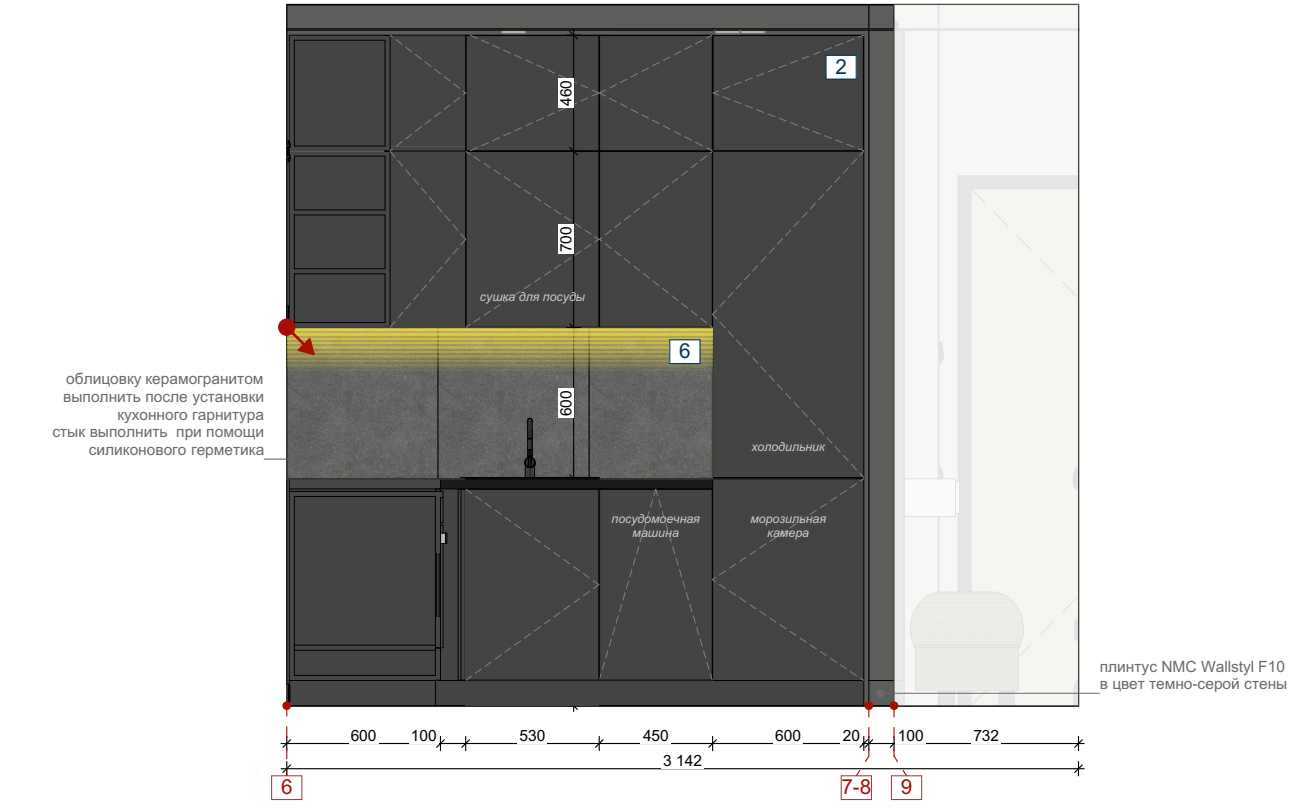 2
460
700
сушка для посуды
6
600
облицовку керамогранитом
выполнить после установки
кухонного гарнитура
стык выполнить при помощи
силиконового герметика
холодильник
посудомоечная
машина
морозильная
камера
плинтус NMC Wallstyl F10
в цвет темно-серой стены
600 100 530 450 600 20 100 732
3 142
6 7-8 9